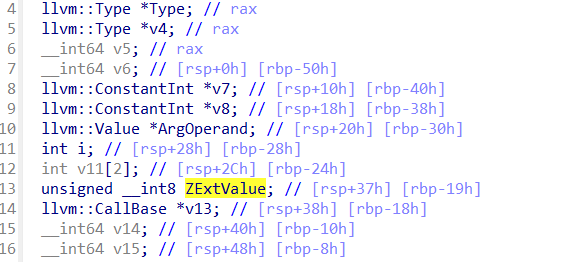 4 llvm::Type *Type; // rax
5 llvm::Type *v4; // rax
6 __int64 v5; // rax
7 __int64 v6; // [rsp+0h] [rbp-50h]
8 llvm::ConstantInt *v7; // [rsp+10h] [rbp-40h]
9 llvm::ConstantInt *v8; // [rsp+18h] [rbp-38h]
10 llvm::Value *ArgOperand; // [rsp+20h] [rbp-30h]
11 int i; // [rsp+28h] [rbp-28h]
12 int v11[2]; // [rsp+2Ch] [rbp-24h]
13 unsigned __int8 ZExtValue; // [rsp+37h] [rbp-19h]
14 llvm::CallBase *v13; // [rsp+38h] [rbp-18h]
15 __int64 v14; // [rsp+40h] [rbp-10h]
16 __int64 v15; // [rsp+48h] [rbp-8h]